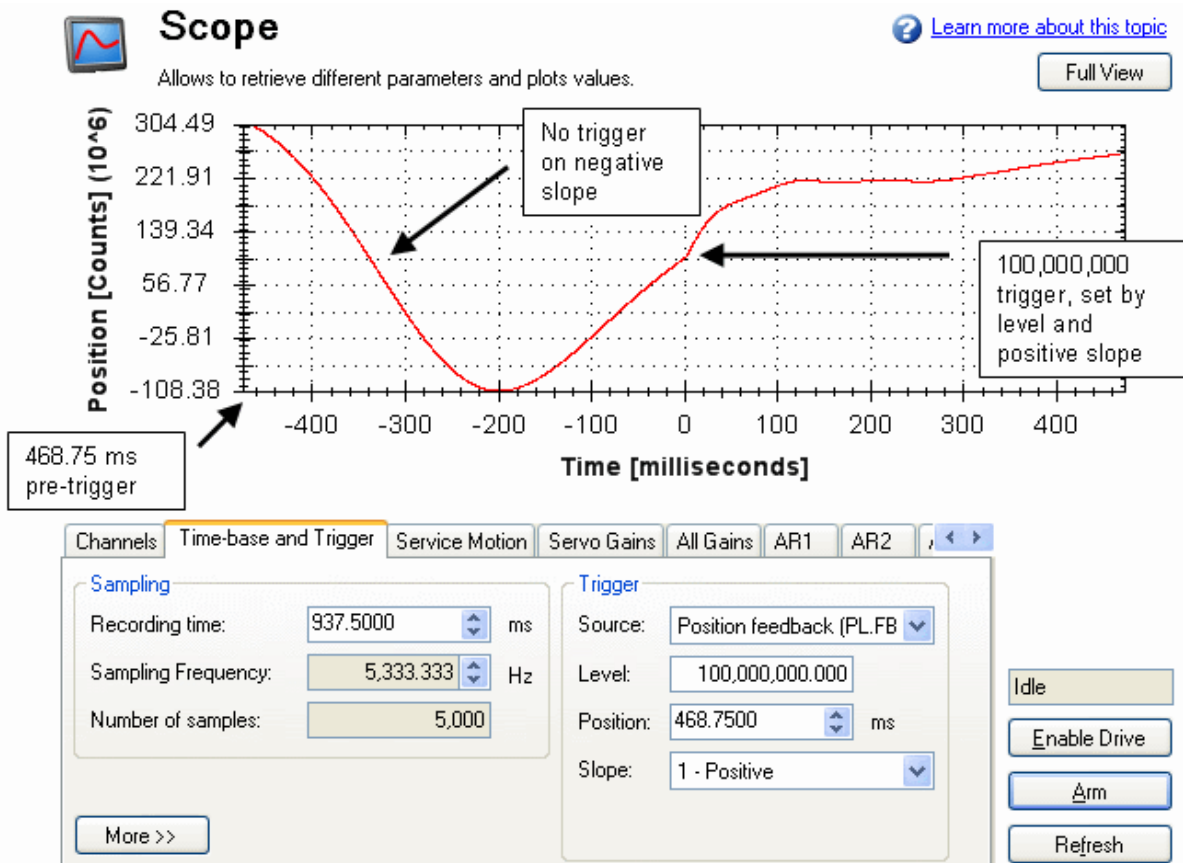 Scope
Learn more about this topic
Allows to retrieve different parameters and plots values.
Full View
Position [Counts] (10^6)
304.49
221.91
139.34
56.77
-25.81
-108.38
No trigger
on negative
slope
100,000,000
trigger, set by
level and
positive slope
-400
-300
-200
-100
0
100
200
300
400
468.75 ms
pre-trigger
Time [milliseconds]
Channels
Time-base and Trigger
Service Motion
Servo Gains
All Gains
AR1
AR2
Sampling
Recording time:
937.5000
ms
Sampling Frequency:
5,333.333
Hz
Number of samples:
5,000
More >>
Trigger
Source:
Position feedback (PL.FB
Level:
100,000,000.000
Position:
468.7500
ms
Slope:
1 - Positive
Idle
Enable Drive
Arm
Refresh